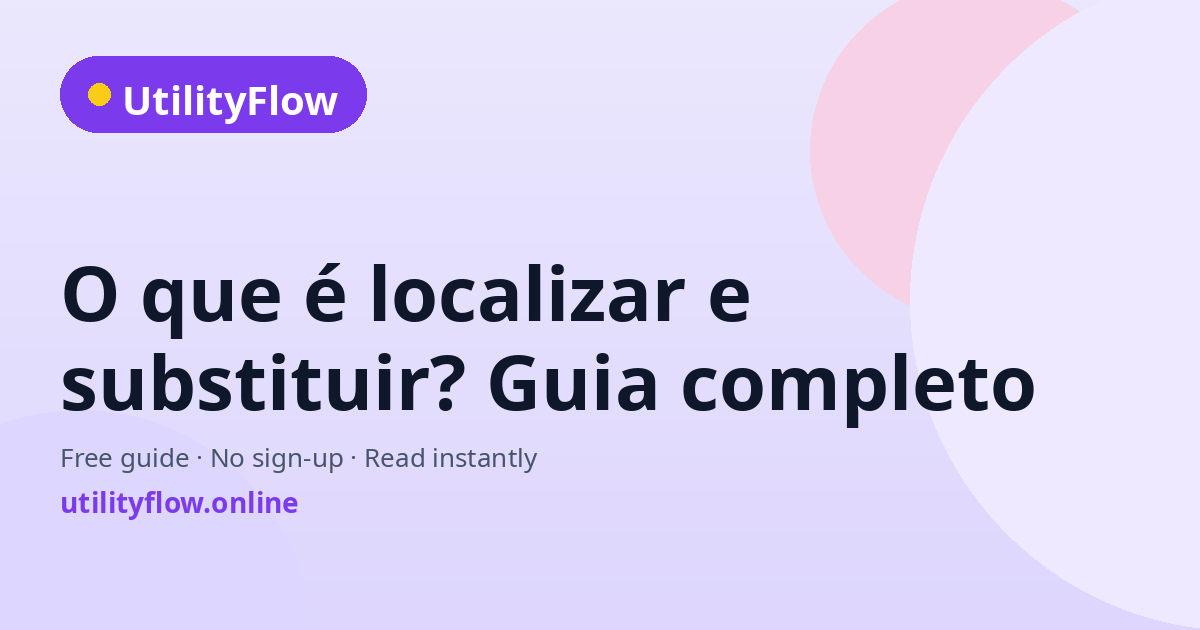 UtilityFlow
O que é localizar e
substituir? Guia completo
Free guide · No sign-up · Read instantly
utilityflow.online